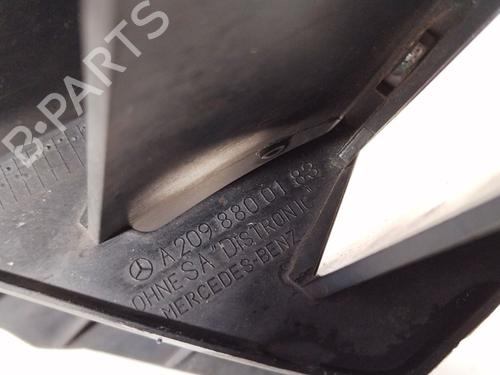 B-PARTS
A 209 880 01 83
OHNE SA "DISTRONIC"
MERCEDES-BENZ